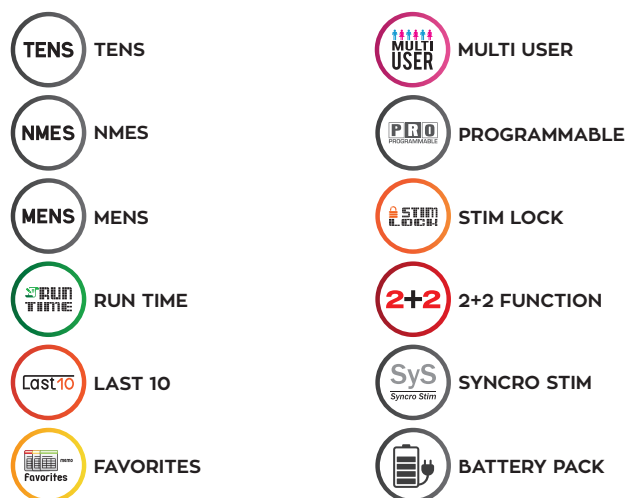 TENS TENS
NMES NMES
MENS MENS
RUN TIME RUN TIME
Last10 LAST 10
memo
Favorites FAVORITES
MULTI USER MULTI USER
PRO PROGRAMMABLE PROGRAMMABLE
STIM LOCK STIM LOCK
2+2 2+2 FUNCTION
SyS Syncro Stim SYNCRO STIM
BATTERY PACK